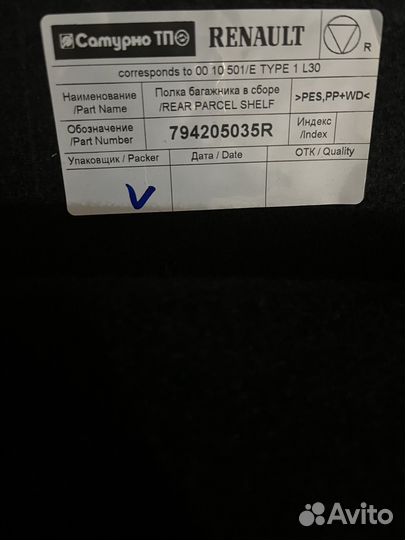 Сатурно ТП RENAULT R
corresponds to 00 10 501/E TYPE 1 L30
Наименование /Part Name
Полка багажника в сборе /REAR PARCEL SHELF
>PES,PP+WD<
Обозначение /Part Number
794205035R
Индекс /Index
Упаковщик / Packer
Дата / Date
ОТК / Quality
V
Avito